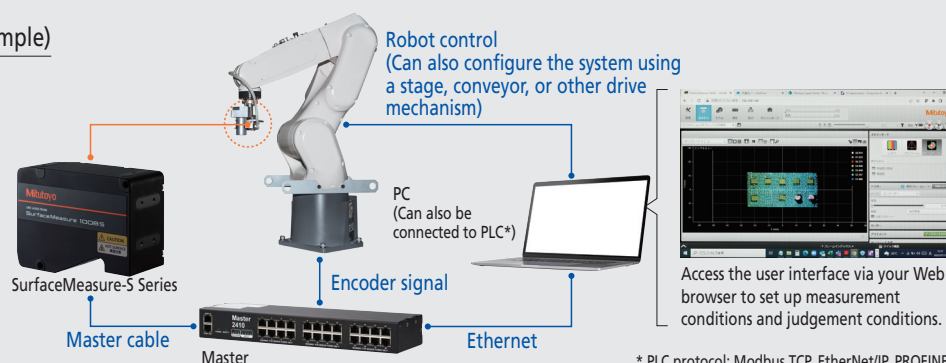 mple)
Robot control
(Can also configure the system using
a stage, conveyor, or other drive
mechanism)
Mitutoyo
SurfaceMeasure 1008S
CAUTION
SurfaceMeasure-S Series
PC
(Can also be
connected to PLC*)
Encoder signal
Master
2410
Master cable
Ethernet
Master
Access the user interface via your Web
browser to set up measurement
conditions and judgement conditions.
* PLC protocol: Modbus TCP, EtherNet/IP, PROFINE